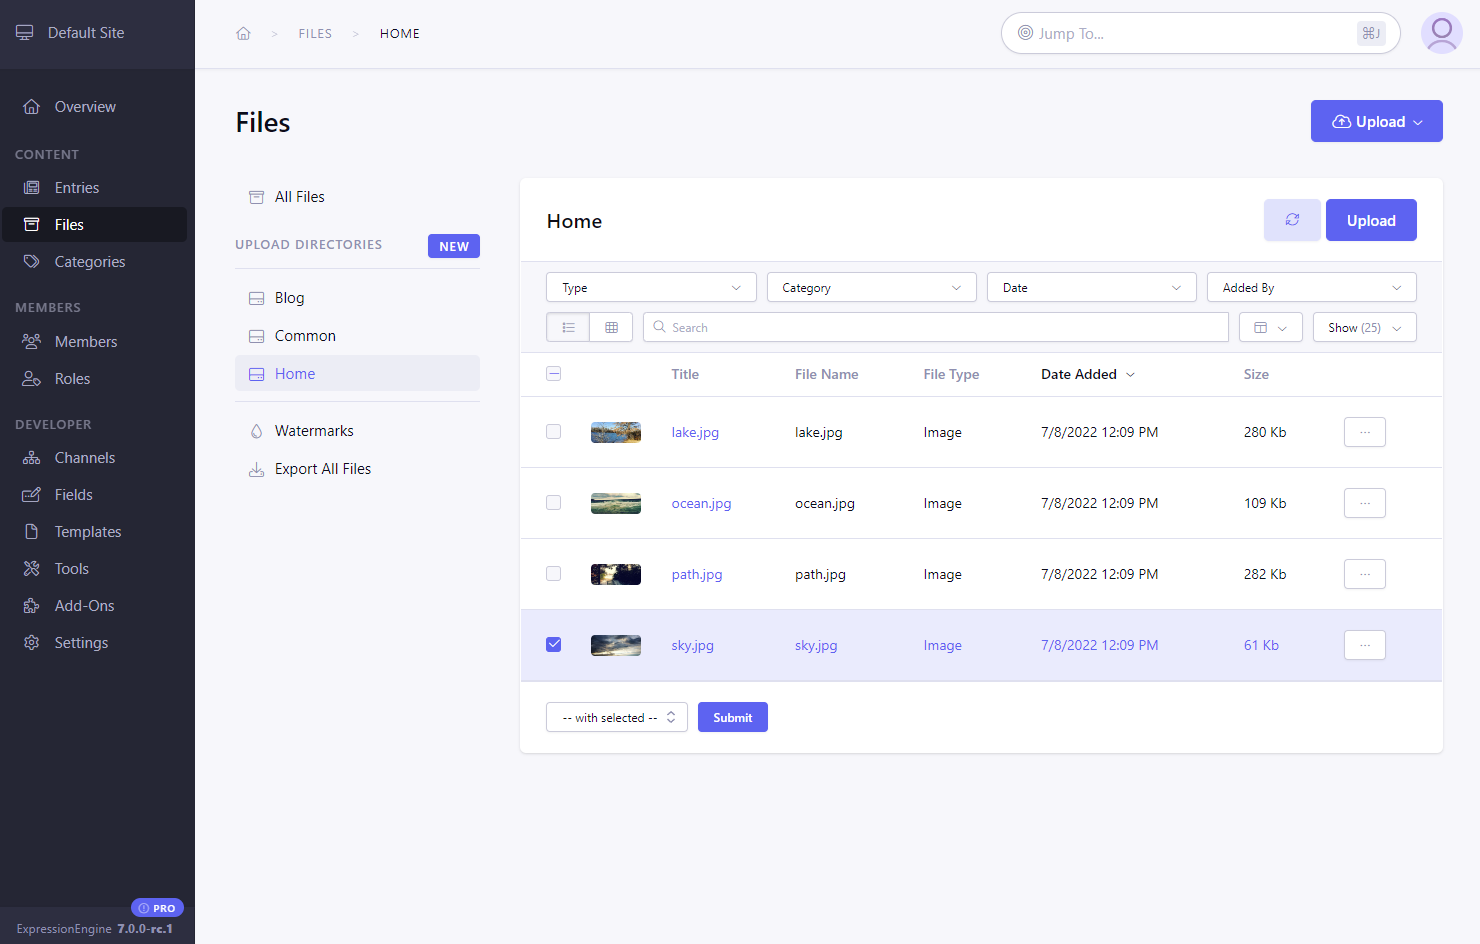 Default Site
FILES
HOME
Jump To...
⌘J
Overview
CONTENT
Entries
Files
Categories
MEMBERS
Members
Roles
DEVELOPER
Channels
Fields
Templates
Tools
Add-Ons
Settings
PRO
ExpressionEngine 7.0.0-rc.1
Files
Upload
All Files
UPLOAD DIRECTORIES NEW
Blog
Common
Home
Watermarks
Export All Files
Home
Upload
Type Category Date Added By
Search Show (25)
Title File Name File Type Date Added Size
lake.jpg lake.jpg Image 7/8/2022 12:09 PM 280 Kb
ocean.jpg ocean.jpg Image 7/8/2022 12:09 PM 109 Kb
path.jpg path.jpg Image 7/8/2022 12:09 PM 282 Kb
sky.jpg sky.jpg Image 7/8/2022 12:09 PM 61 Kb
-- with selected -- Submit